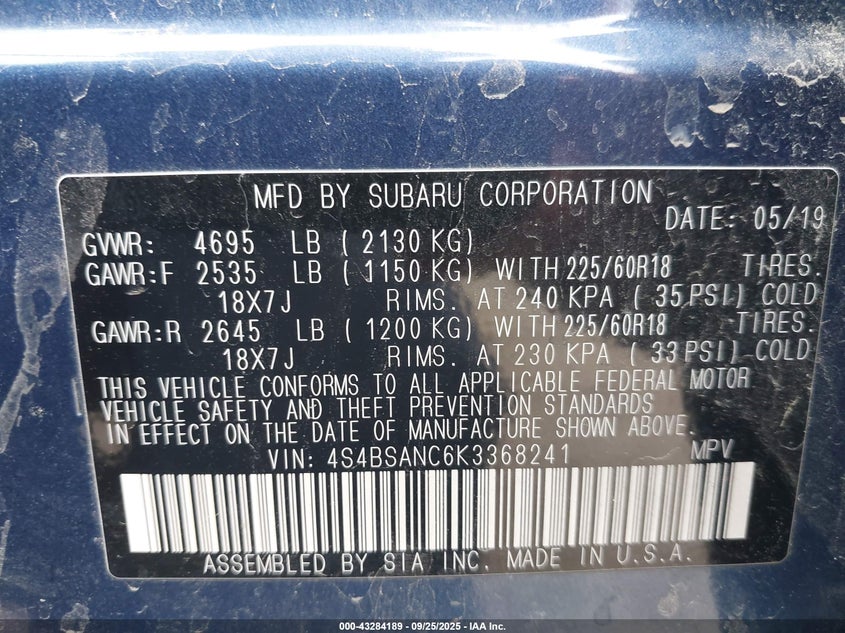 MFD BY SUBARU CORPORATION
DATE: 05/19
GVWR: 4695 LB ( 2130 KG)
GAWR:F 2535 LB ( 1150 KG) WITH 225/60R18 TIRES.
18X7J RIMS. AT 240 KPA ( 35 PSI) COLD
GAWR:R 2645 LB ( 1200 KG) WITH 225/60R18 TIRES.
18X7J RIMS. AT 230 KPA ( 33 PSI) COLD
THIS VEHICLE CONFORMS TO ALL APPLICABLE FEDERAL MOTOR
VEHICLE SAFETY AND THEFT PREVENTION STANDARDS
IN EFFECT ON THE DATE OF MANUFACTURE SHOWN ABOVE.
VIN: 4S4BSANC6K3368241 MPV
ASSEMBLED BY SIA INC. MADE IN U.S.A.
000-43284189 - 09/25/2025 - IAA Inc.